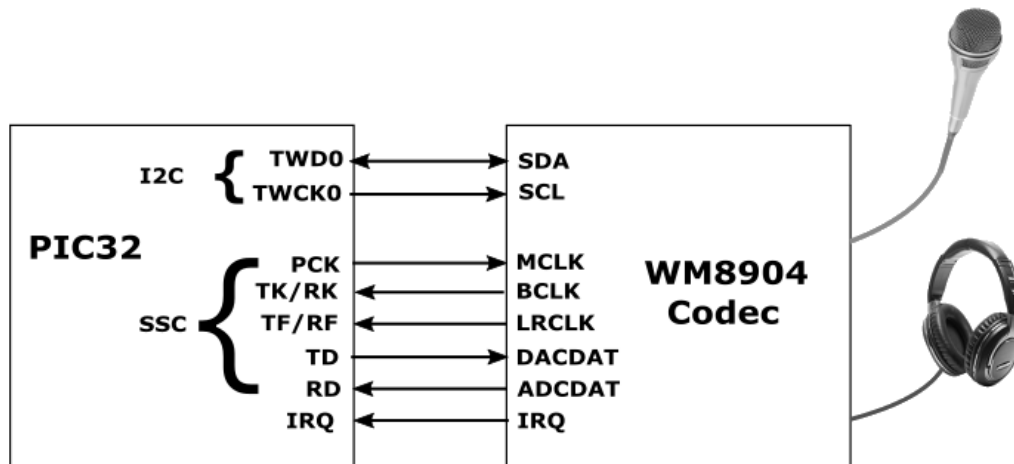 I2C
TWD0
SDA
TWCK0
SCL
PIC32
WM8904
Codec
SSC
PCK
MCLK
TK/RK
BCLK
TF/RF
LRCLK
TD
DACDAT
RD
ADCDAT
IRQ
IRQ